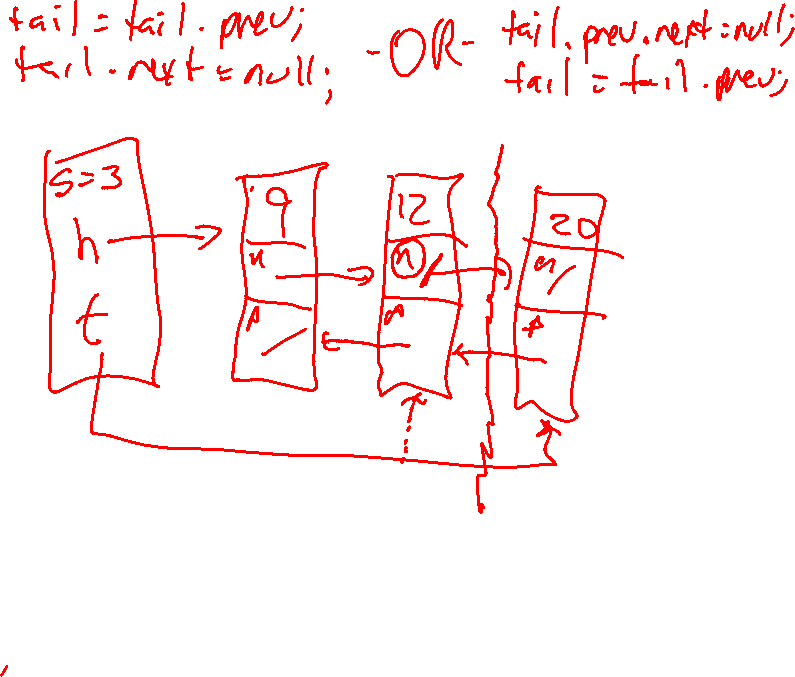 tail = tail.prev;
tail.next = null;
-OR-
tail.prev.next = null;
tail = tail.prev;
s=3
h
t
9
n
p
12
n
p
20
n
p